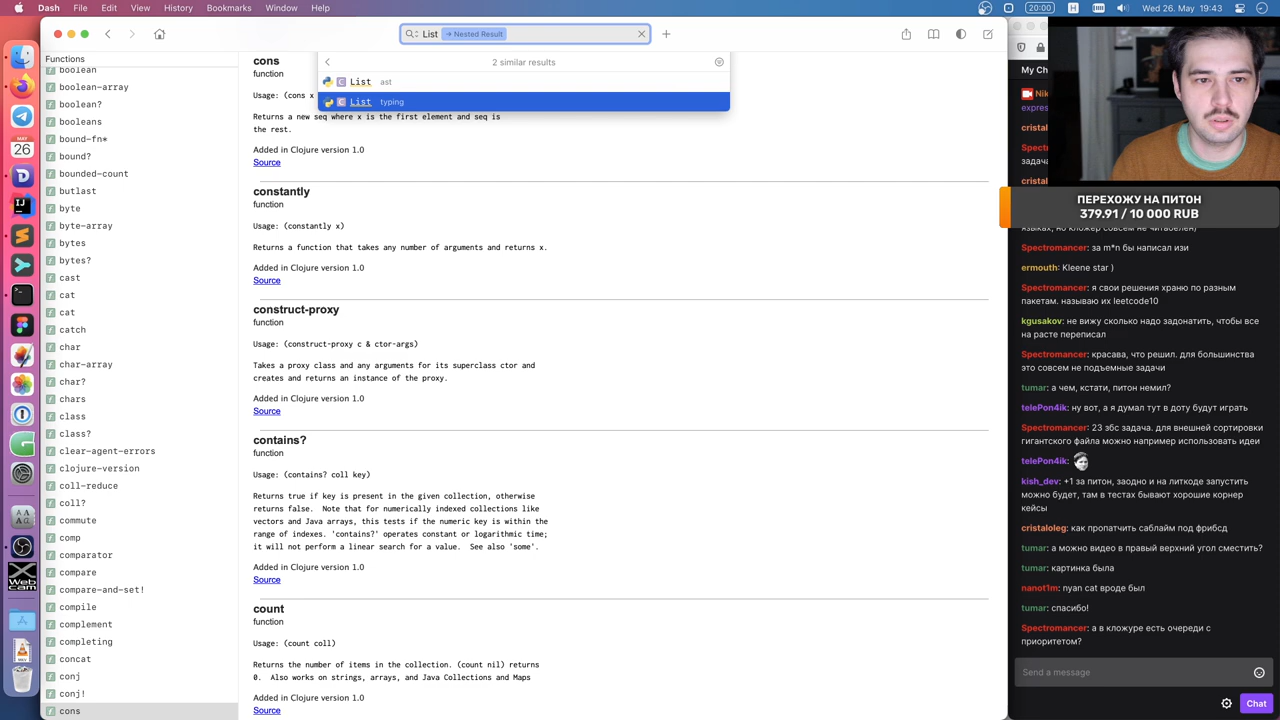 20:03
20:43
List
→ Nested Result
Functions
boolean
boolean-array
boolean?
booleans
bound-fn*
bound?
bounded-count
butlast
byte
byte-array
bytes
bytes?
cast
cat
cat
catch
char
char-array
char?
chars
class
class?
clear-agent-errors
clojure-version
coll-reduce
coll?
commute
comp
comparator
compare
compare-and-set!
compile
complement
completing
concat
conj
conj!
cons
2 similar results
List ast
List typing
cons
function
Usage: (cons x
Returns a new seq where x is the first element and seq is
the rest.
Added in Clojure version 1.0
Source
constantly
Usage: (constantly x)
Returns a function that takes any number of arguments and returns x.
Added in Clojure version 1.0
Source
construct-proxy
function
Usage: (construct-proxy c & ctor-args)
Takes a proxy class and any arguments for its superclass ctor and
creates and returns an instance of the proxy.
Added in Clojure version 1.0
Source
contains?
function
Usage: (contains? coll key)
Returns true if key is present in the given collection, otherwise
returns false.  Note that for numerically indexed collections like
vectors and Java arrays, this tests if the numeric key is within the
range of indexes. 'contains?' operates constant or logarithmic time;
it will not perform a linear search for a value.  See also 'some'.
Added in Clojure version 1.0
Source
count
function
Usage: (count coll)
Returns the number of items in the collection. (count nil) returns
0.  Also works on strings, arrays, and Java Collections and Maps
Added in Clojure version 1.0
Source
MAY
26
IJ
Web
Cam
My Ch
Nik
expres
cristal
Spectr
задача
cristal
ПЕРЕХОЖУ НА ПИТОН
379.91 / 10 000 RUB
языках, но кложер совсем не читабелен)
Spectromancer: за m*n бы написал изи
ermouth: Kleene star )
Spectromancer: я свои решения храню по разным
пакетам. называю их leetcode10
kgusakov: не вижу сколько надо задонатить, чтобы все
на расте переписал
Spectromancer: красава, что решил. для большинства
это совсем не подъемные задачи
tumar: а чем, кстати, питон немил?
telePon4ik: ну вот, а я думал тут в доту будут играть
Spectromancer: 23 збс задача. для внешней сортировки
гигантского файла можно например использовать идеи
telePon4ik:
kish_dev: +1 за питон, заодно и на литкоде запустить
можно будет, там в тестах бывают хорошие корнер
кейсы
cristaloleg: как пропатчить саблайм под фрибсд
tumar: а можно видео в правый верхний угол сместить?
tumar: картинка была
nanot1m: nyan cat вроде был
tumar: спасибо!
Spectromancer: а в кложуре есть очереди с
приоритетом?
Send a message
Chat